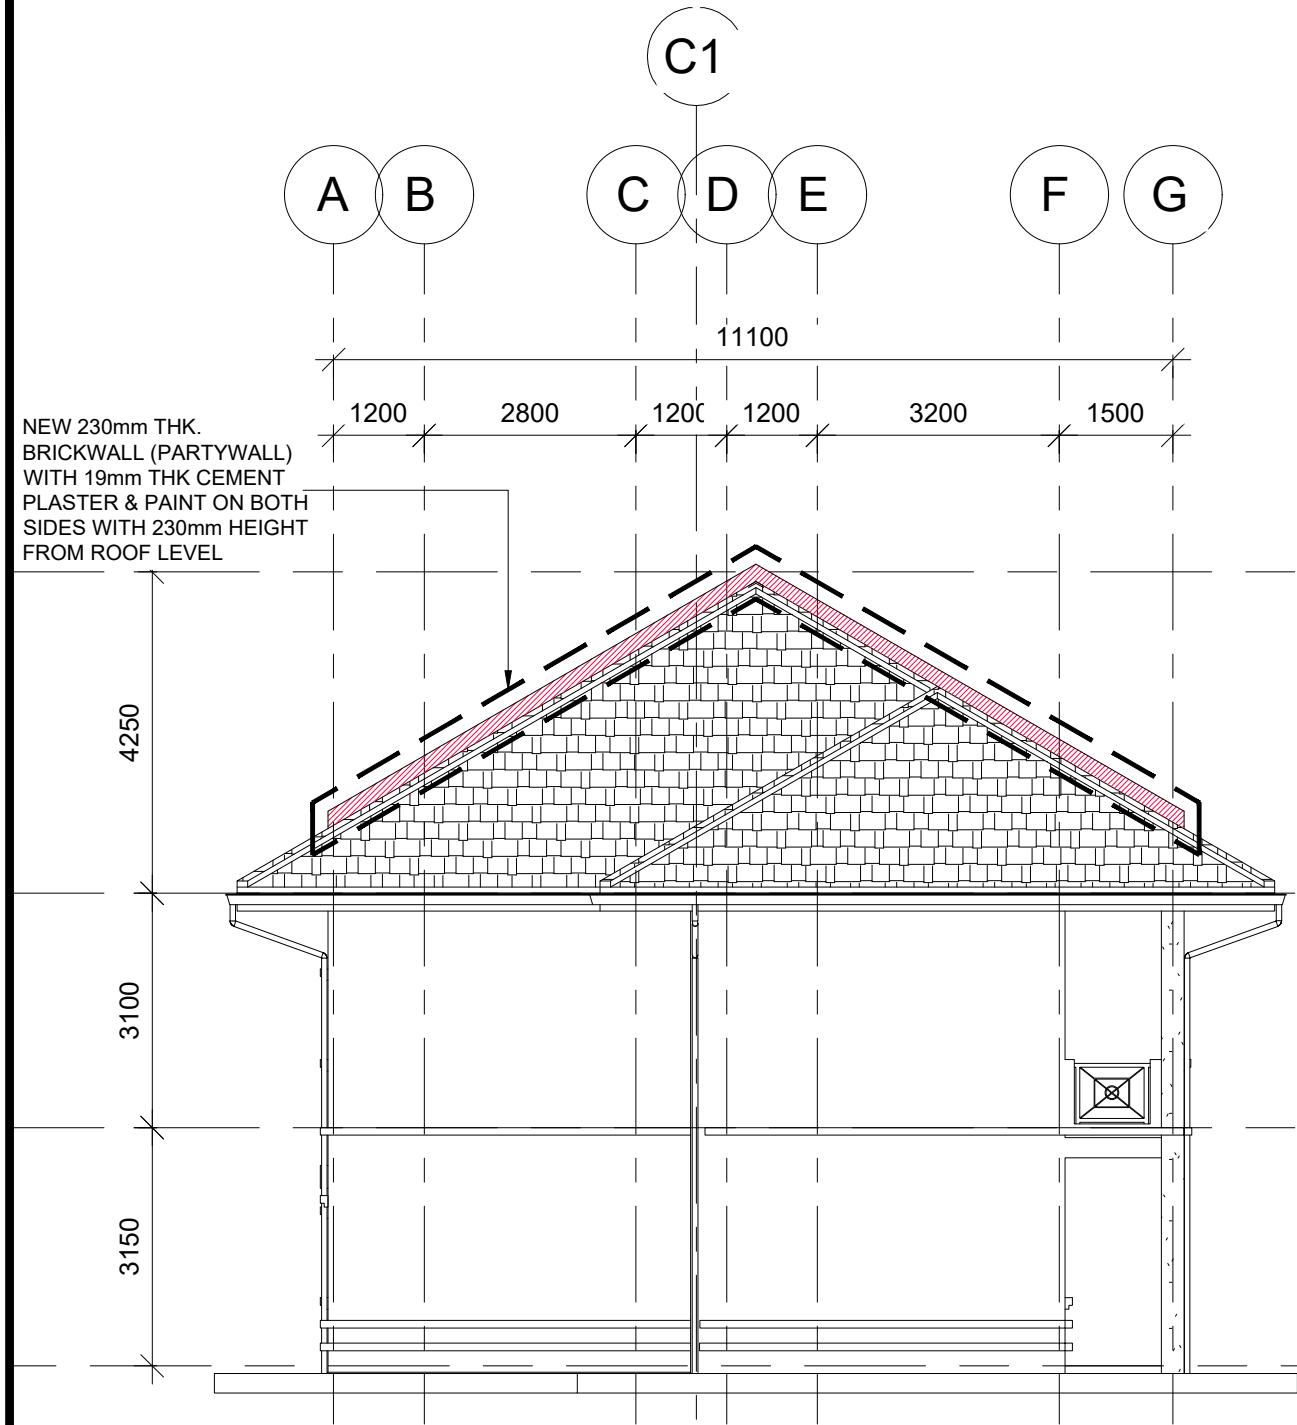 C1
A B C D E F G
11100
1200 2800 1200 1200 3200 1500
NEW 230mm THK.
BRICKWALL (PARTYWALL)
WITH 19mm THK CEMENT
PLASTER & PAINT ON BOTH
SIDES WITH 230mm HEIGHT
FROM ROOF LEVEL
4250
3100
3150